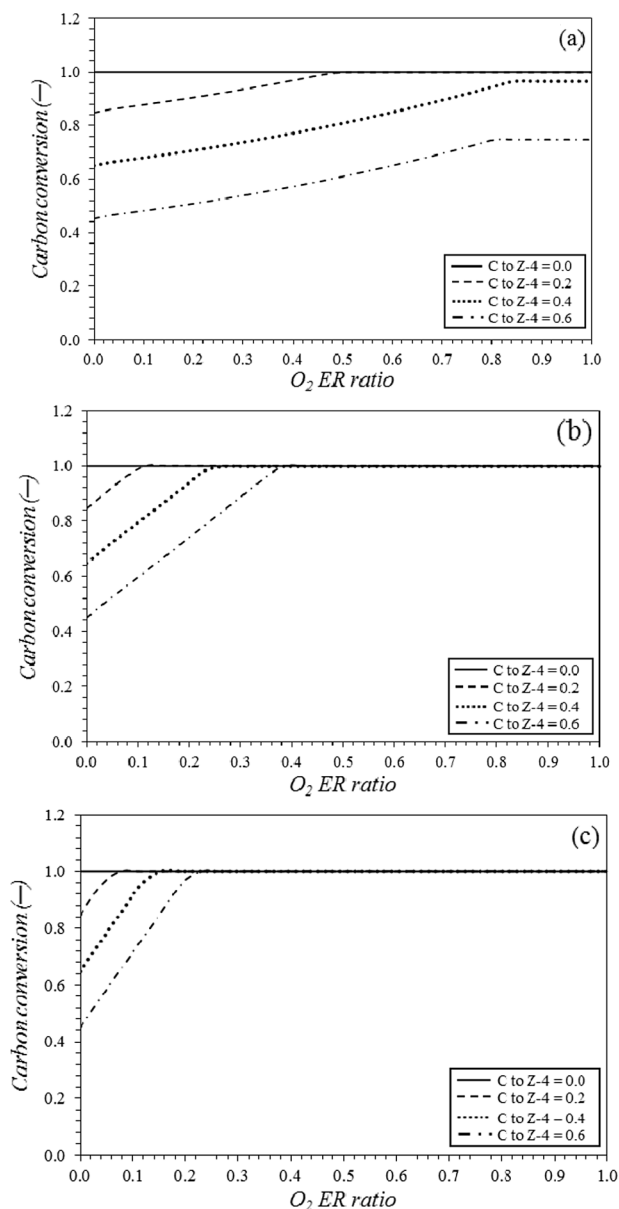 (a)
1.2
1.0
0.8
0.6
0.4
0.2
0.0
Carbon conversion (—)
C to Z-4 = 0.0
C to Z-4 = 0.2
C to Z-4 = 0.4
C to Z-4 = 0.6
0.0 0.1 0.2 0.3 0.4 0.5 0.6 0.7 0.8 0.9 1.0
O2 ER ratio
(b)
1.2
1.0
0.8
0.6
0.4
0.2
0.0
Carbon conversion (—)
C to Z-4 = 0.0
C to Z-4 = 0.2
C to Z-4 = 0.4
C to Z-4 = 0.6
0.0 0.1 0.2 0.3 0.4 0.5 0.6 0.7 0.8 0.9 1.0
O2 ER ratio
(c)
1.2
1.0
0.8
0.6
0.4
0.2
0.0
Carbon conversion (—)
C to Z-4 = 0.0
C to Z-4 = 0.2
C to Z-4 – 0.4
C to Z-4 = 0.6
0.0 0.1 0.2 0.3 0.4 0.5 0.6 0.7 0.8 0.9 1.0
O2 ER ratio